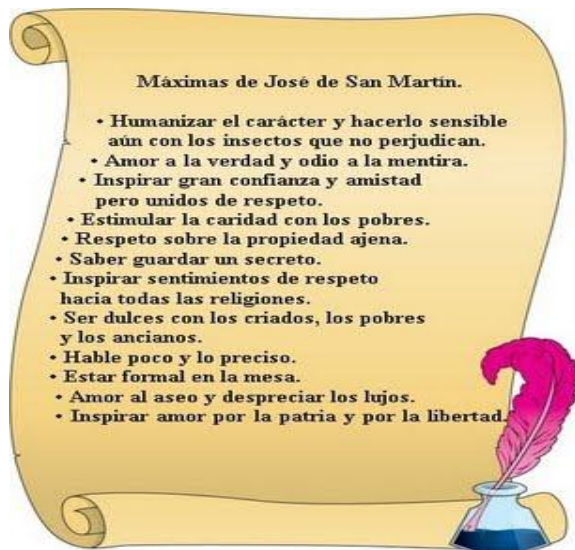 Máximas de José de San Martín.
• Humanizar el carácter y hacerlo sensible
aún con los insectos que no perjudican.
• Amor a la verdad y odio a la mentira.
• Inspirar gran confianza y amistad
pero unidos de respeto.
• Estimular la caridad con los pobres.
• Respeto sobre la propiedad ajena.
• Saber guardar un secreto.
• Inspirar sentimientos de respeto
hacia todas las religiones.
• Ser dulces con los criados, los pobres
y los ancianos.
• Hable poco y lo preciso.
• Estar formal en la mesa.
• Amor al aseo y despreciar los lujos.
• Inspirar amor por la patria y por la libertad.